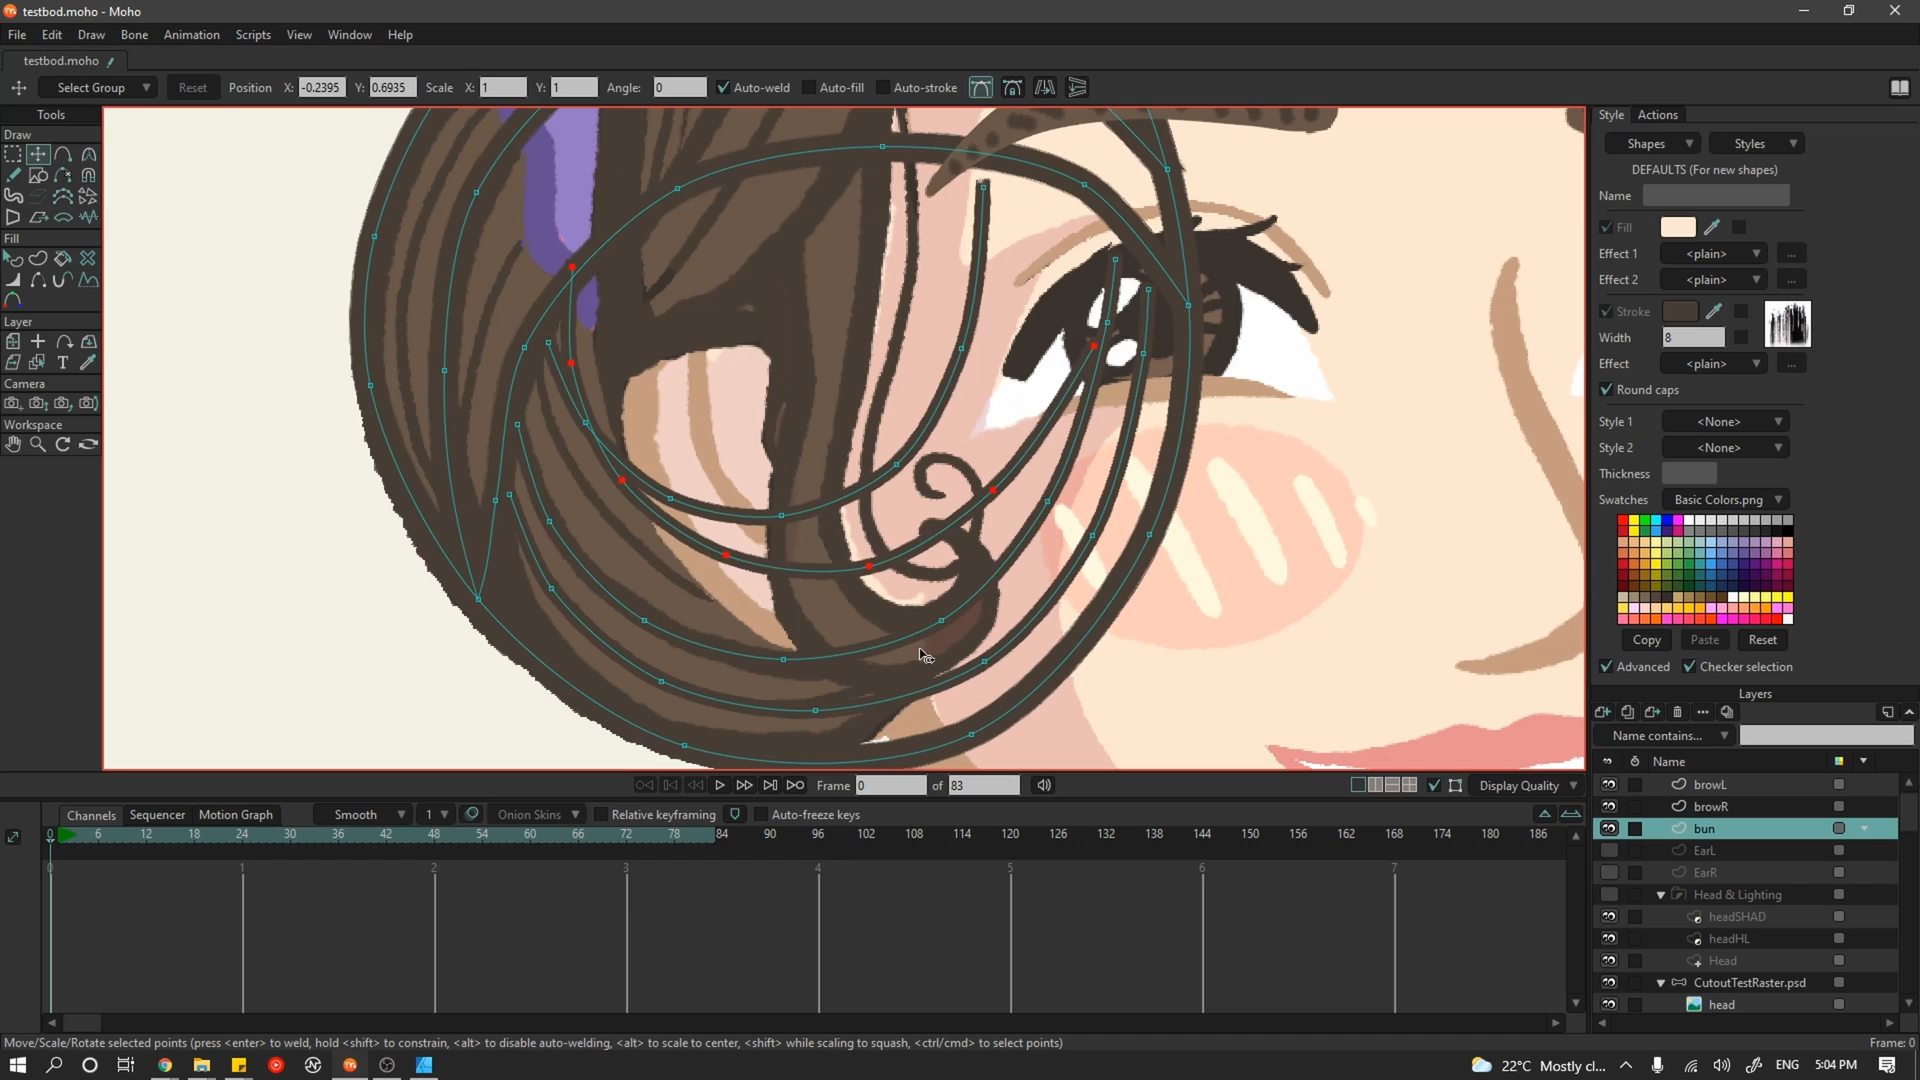 testbod.moho - Moho
File Edit Draw Bone Animation Scripts View Window Help
testbod.moho
Select Group Reset Position X: -0.2395 Y: 0.6935 Scale X: 1 Y: 1 Angle: 0 Auto-weld Auto-fill Auto-stroke
Tools
Draw
Fill
Layer
Camera
Workspace
Style Actions
Shapes Styles
DEFAULTS (For new shapes)
Name
Fill
Effect 1 <plain> ...
Effect 2 <plain> ...
Stroke
Width 8
Effect <plain> ...
Round caps
Style 1 <None>
Style 2 <None>
Thickness
Swatches Basic Colors.png
Copy Paste Reset
Advanced Checker selection
Layers
Name contains...
Name
browL
browR
bun
EarL
EarR
Head & Lighting
headSHAD
headHL
Head
CutoutTestRaster.psd
head
Frame 0 of 83 Display Quality
Channels Sequencer Motion Graph Smooth 1 Onion Skins Relative keyframing Auto-freeze keys
0 6 12 18 24 30 36 42 48 54 60 66 72 78 84 90 96 102 108 114 120 126 132 138 144 150 156 162 168 174 180 186
0 1 2 3 4 5 6 7
Move/Scale/Rotate selected points (press <enter> to weld, hold <shift> to constrain, <alt> to disable auto-welding, <alt> to scale to center, <shift> while scaling to squash, <ctrl/cmd> to select points) Frame: 0
22°C Mostly cl... ENG 5:04 PM